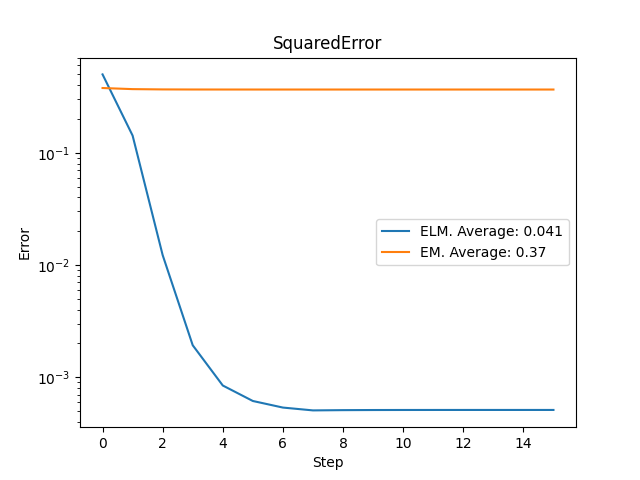 SquaredError
Error
10⁻¹
10⁻²
10⁻³
ELM. Average: 0.041
EM. Average: 0.37
0 2 4 6 8 10 12 14
Step